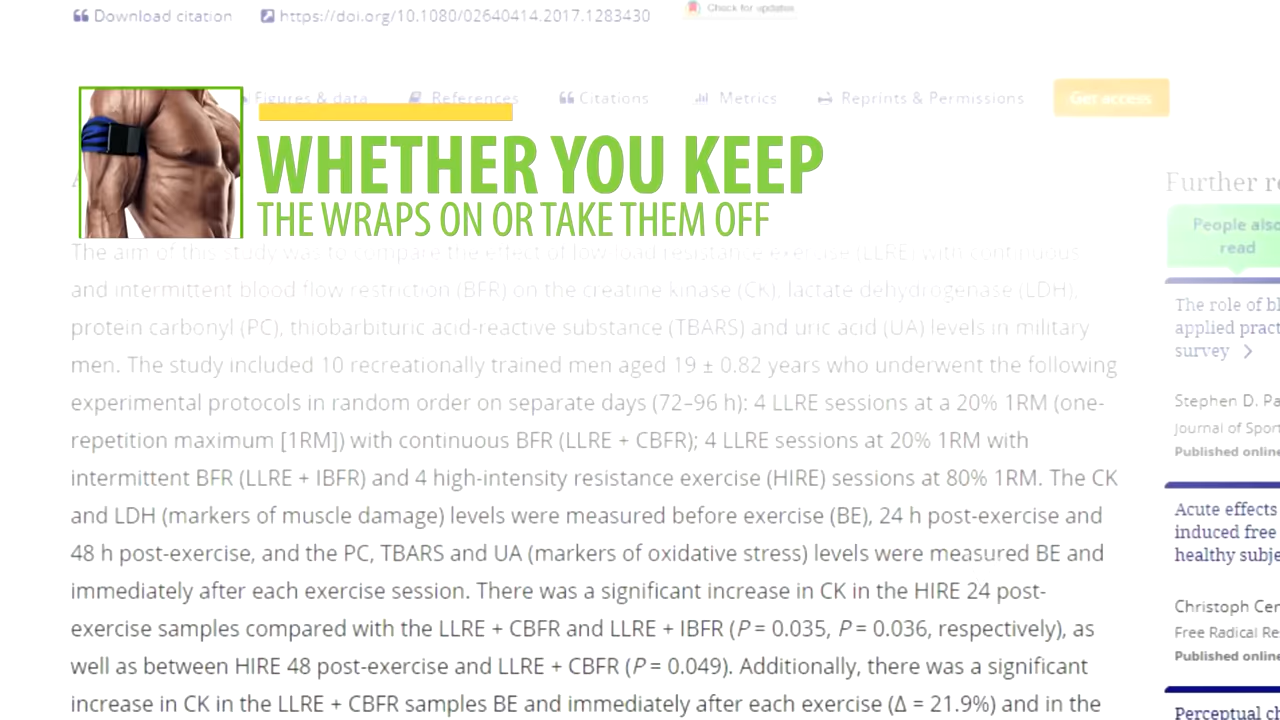 Download citation https://doi.org/10.1080/02640414.2017.1283430 Check for updates
Figures & data References Citations Metrics Reprints & Permissions Get access
WHETHER YOU KEEP
THE WRAPS ON OR TAKE THEM OFF
The aim of this study was to compare the effect of low load resistance exercise (LLRE) with continuous
and intermittent blood flow restriction (BFR) on the creatine kinase (CK), lactate dehydrogenase (LDH),
protein carbonyl (PC), thiobarbituric acid-reactive substance (TBARS) and uric acid (UA) levels in military
men. The study included 10 recreationally trained men aged 19 ± 0.82 years who underwent the following
experimental protocols in random order on separate days (72–96 h): 4 LLRE sessions at a 20% 1RM (one-
repetition maximum [1RM]) with continuous BFR (LLRE + CBFR); 4 LLRE sessions at 20% 1RM with
intermittent BFR (LLRE + IBFR) and 4 high-intensity resistance exercise (HIRE) sessions at 80% 1RM. The CK
and LDH (markers of muscle damage) levels were measured before exercise (BE), 24 h post-exercise and
48 h post-exercise, and the PC, TBARS and UA (markers of oxidative stress) levels were measured BE and
immediately after each exercise session. There was a significant increase in CK in the HIRE 24 post-
exercise samples compared with the LLRE + CBFR and LLRE + IBFR (P = 0.035, P = 0.036, respectively), as
well as between HIRE 48 post-exercise and LLRE + CBFR (P = 0.049). Additionally, there was a significant
increase in CK in the LLRE + CBFR samples BE and immediately after each exercise (Δ = 21.9%) and in the
Further re
People also
read
The role of bl
applied pract
survey
Stephen D. Pa
Journal of Sport
Published online
Acute effects
induced free
healthy subje
Christoph Cen
Free Radical Re
Published online
Perceptual ch